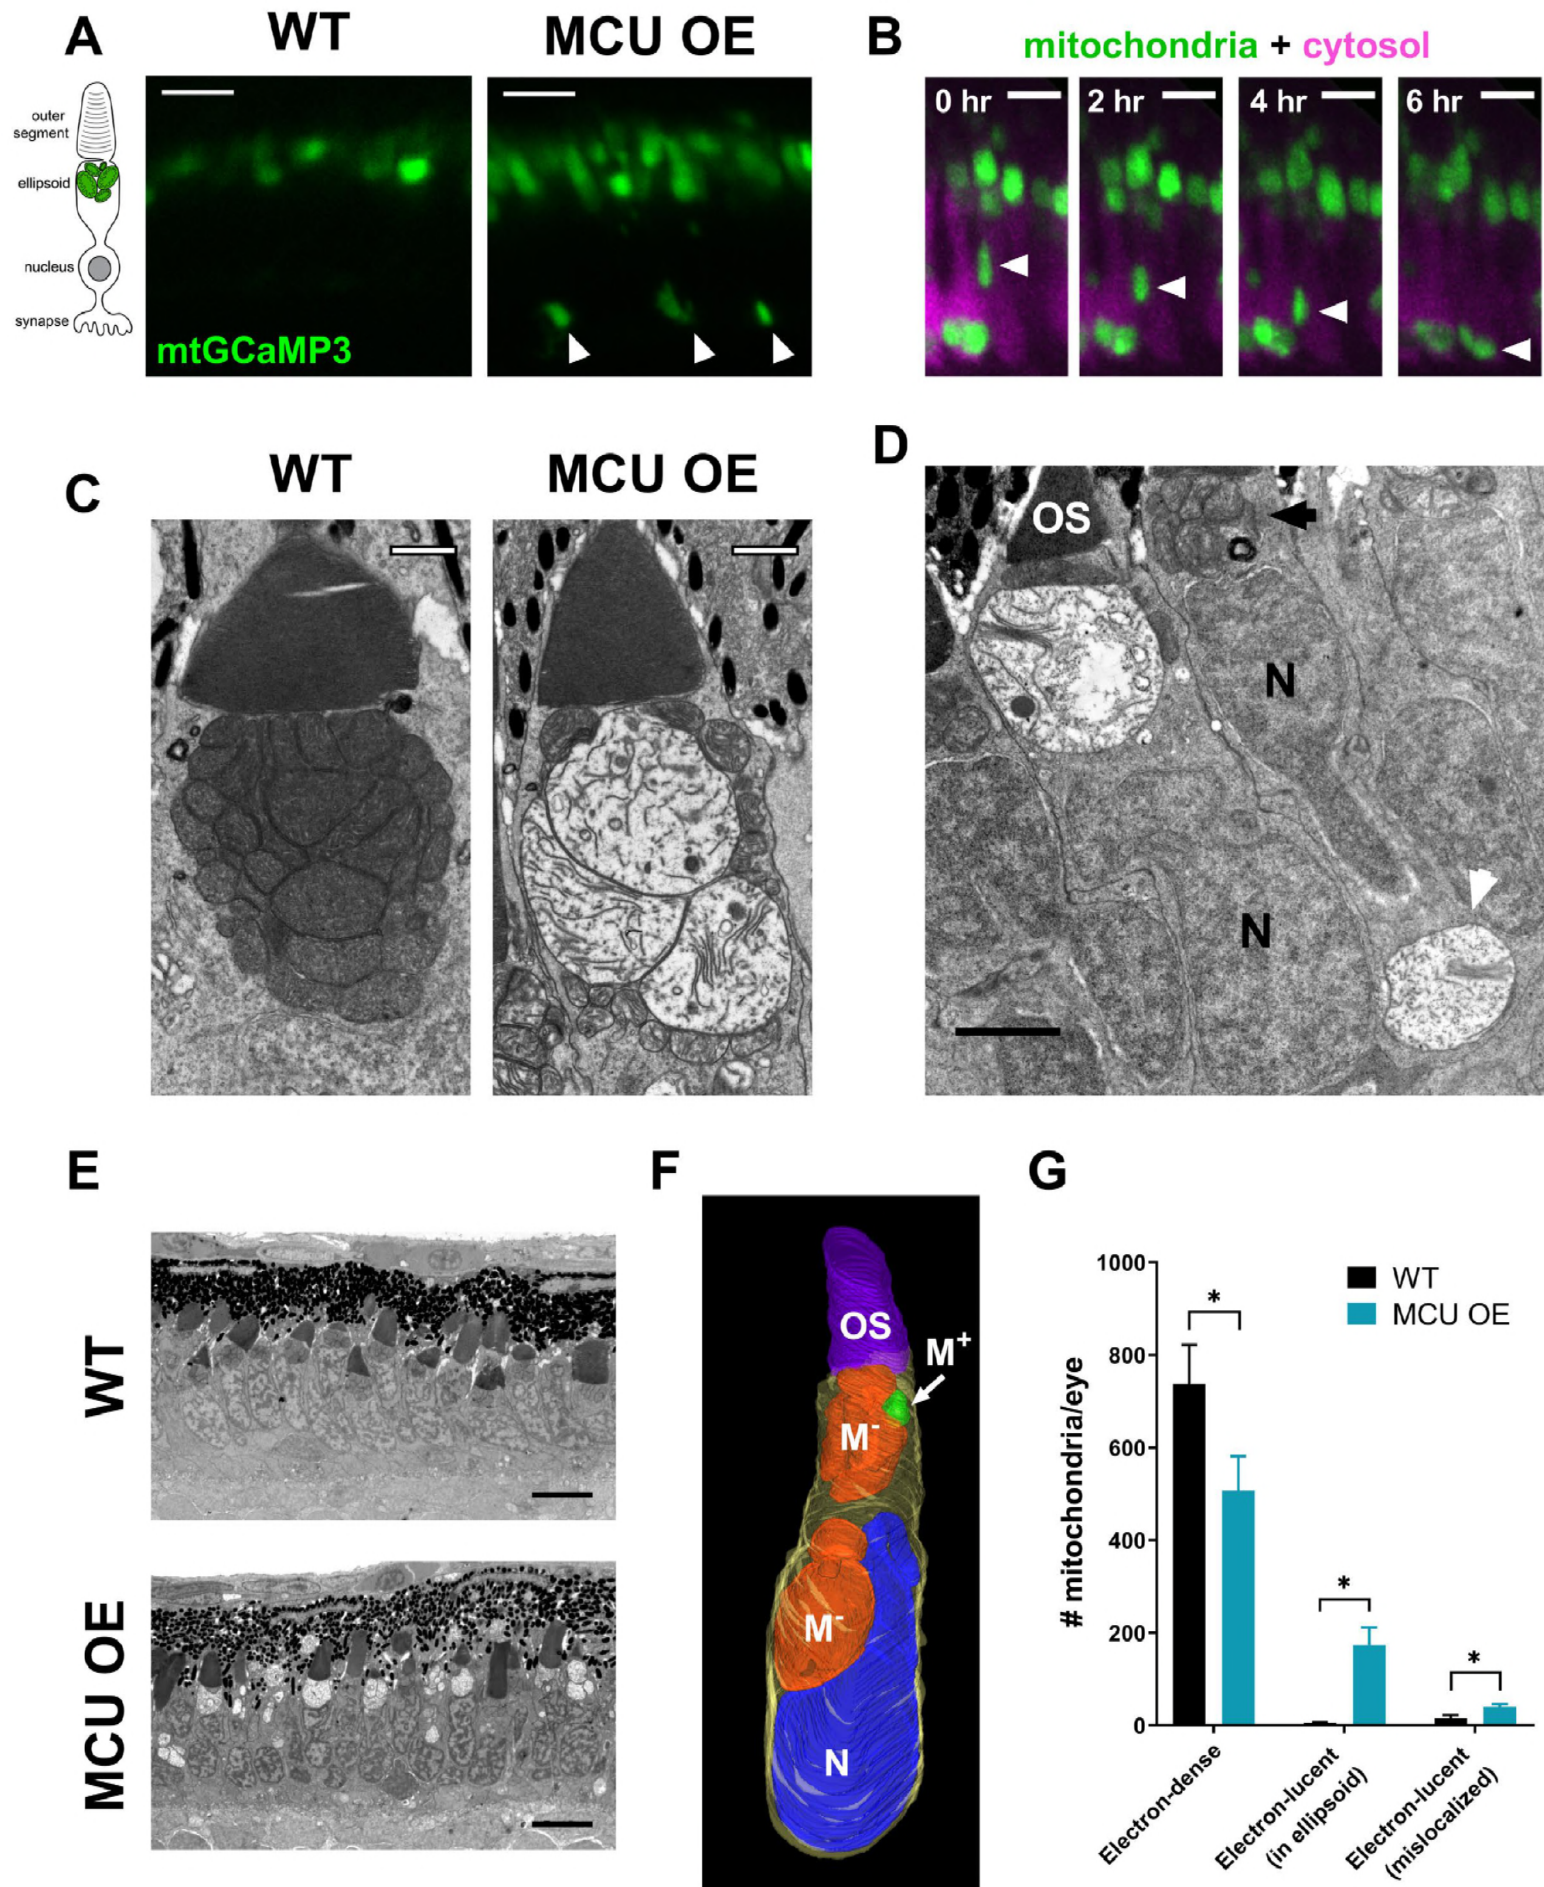 A
WT
MCU OE
outer
segment
ellipsoid
nucleus
synapse
mtGCaMP3
B
mitochondria + cytosol
0 hr
2 hr
4 hr
6 hr
C
WT
MCU OE
D
OS
N
N
E
WT
MCU OE
F
OS
M+
M-
M-
N
G
# mitochondria/eye
1000
800
600
400
200
0
WT
MCU OE
*
*
*
Electron-dense
Electron-lucent
(in ellipsoid)
Electron-lucent
(mislocalized)